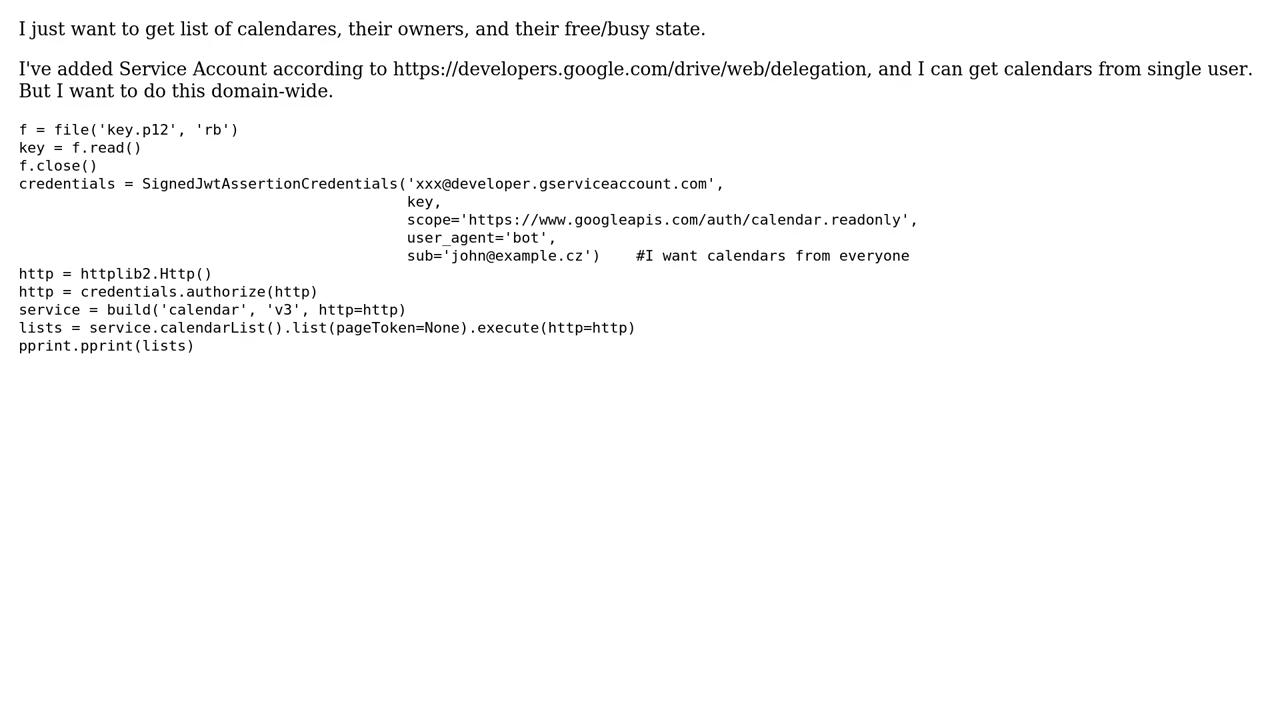 I just want to get list of calendares, their owners, and their free/busy state.
I've added Service Account according to https://developers.google.com/drive/web/delegation, and I can get calendars from single user.
But I want to do this domain-wide.
f = file('key.p12', 'rb')
key = f.read()
f.close()
credentials = SignedJwtAssertionCredentials('xxx@developer.gserviceaccount.com',
                                            key,
                                            scope='https://www.googleapis.com/auth/calendar.readonly',
                                            user_agent='bot',
                                            sub='john@example.cz')    #I want calendars from everyone
http = httplib2.Http()
http = credentials.authorize(http)
service = build('calendar', 'v3', http=http)
lists = service.calendarList().list(pageToken=None).execute(http=http)
pprint.pprint(lists)